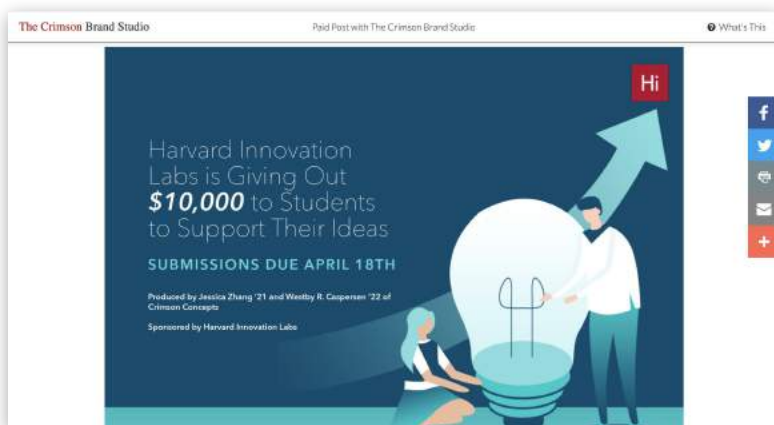 The Crimson Brand Studio
Paid Post with The Crimson Brand Studio
What's This
Hi
Harvard Innovation
Labs is Giving Out
$10,000 to Students
to Support Their Ideas
SUBMISSIONS DUE APRIL 18TH
Produced by Jessica Zhang '21 and Westby R. Caspersen '22 of
Crimson Concepts
Sponsored by Harvard Innovation Labs